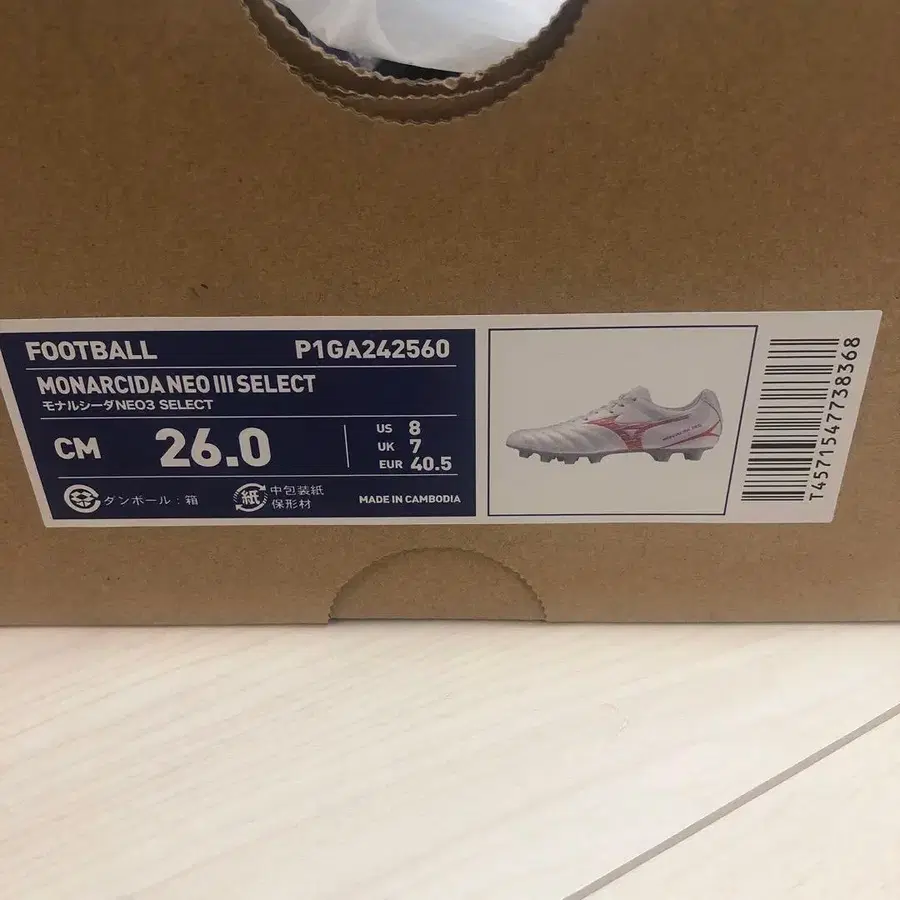 FOOTBALL P1GA242560
MONARCIDA NEO III SELECT
モナルシーダNEO3 SELECT
CM 26.0
US 8
UK 7
EUR 40.5
ダンボール：箱
紙 中包装紙
保形材
MADE IN CAMBODIA
T4571547738368